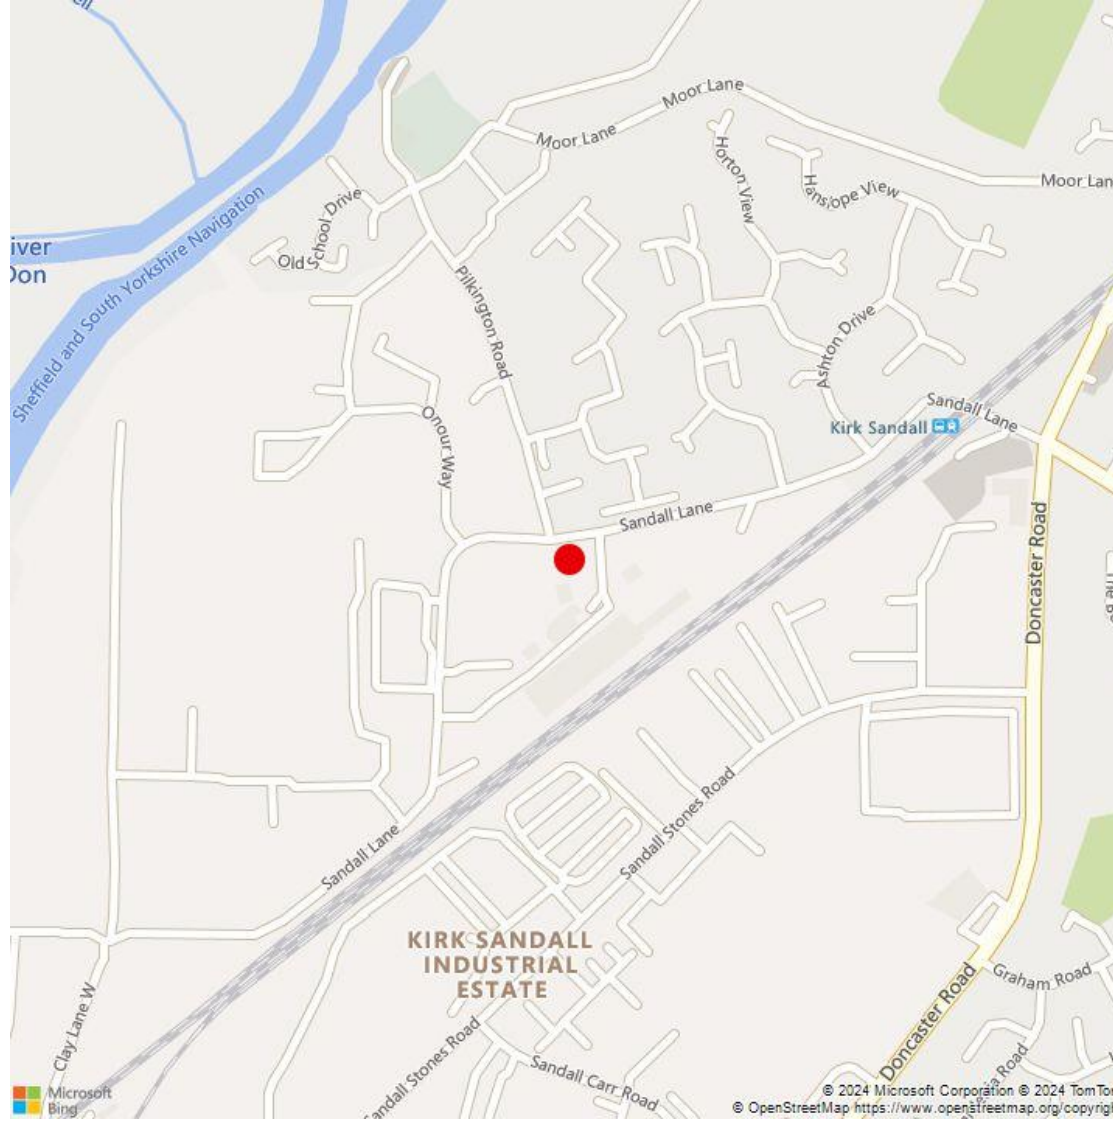 ell
Moor Lane
Moor Lane
Moor Lan
Horton View
Hanslope View
Old School Drive
Sheffield and South Yorkshire Navigation
iver
Don
Pilkington Road
Ashton Drive
Onour Way
Sandall Lane
Kirk Sandall
Sandall Lane
Doncaster Road
Sandall Lane
Sandall Stones Road
KIRK SANDALL
INDUSTRIAL
ESTATE
Graham Road
Doncaster Road
Clay Lane W
Sandall Stones Road
Sandall Carr Road
Microsoft
Bing
© 2024 Microsoft Corporation © 2024 TomTom
© OpenStreetMap https://www.openstreetmap.org/copyrigh